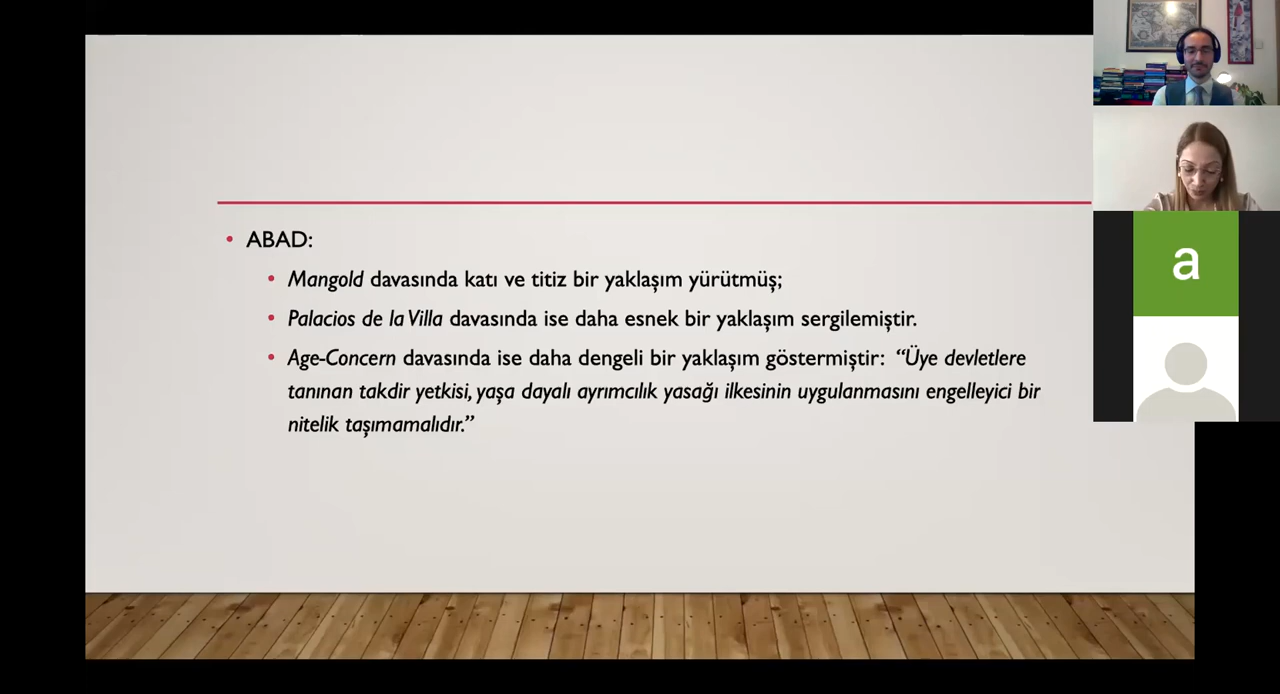 ABAD:
Mangold davasında katı ve titiz bir yaklaşım yürütmüş;
Palacios de la Villa davasında ise daha esnek bir yaklaşım sergilemiştir.
Age-Concern davasında ise daha dengeli bir yaklaşım göstermiştir: “Üye devletlere
tanınan takdir yetkisi, yaşa dayalı ayrımcılık yasağı ilkesinin uygulanmasını engelleyici bir
nitelik taşımamalıdır.”
a